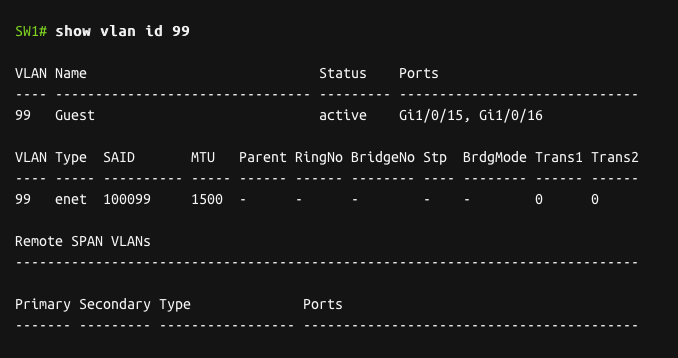 SW1# show vlan id 99
VLAN Name                             Status    Ports
---- -------------------------------- --------- ------------------------------
99   Guest                            active    Gi1/0/15, Gi1/0/16
VLAN Type  SAID       MTU   Parent RingNo BridgeNo Stp  BrdgMode Trans1 Trans2
---- ----- ---------- ----- ------ ------ -------- ---- -------- ------ ------
99   enet  100099     1500  -      -      -        -    -        0      0
Remote SPAN VLANs
------------------------------------------------------------------------------
Primary Secondary Type              Ports
------- --------- ----------------- ------------------------------------------